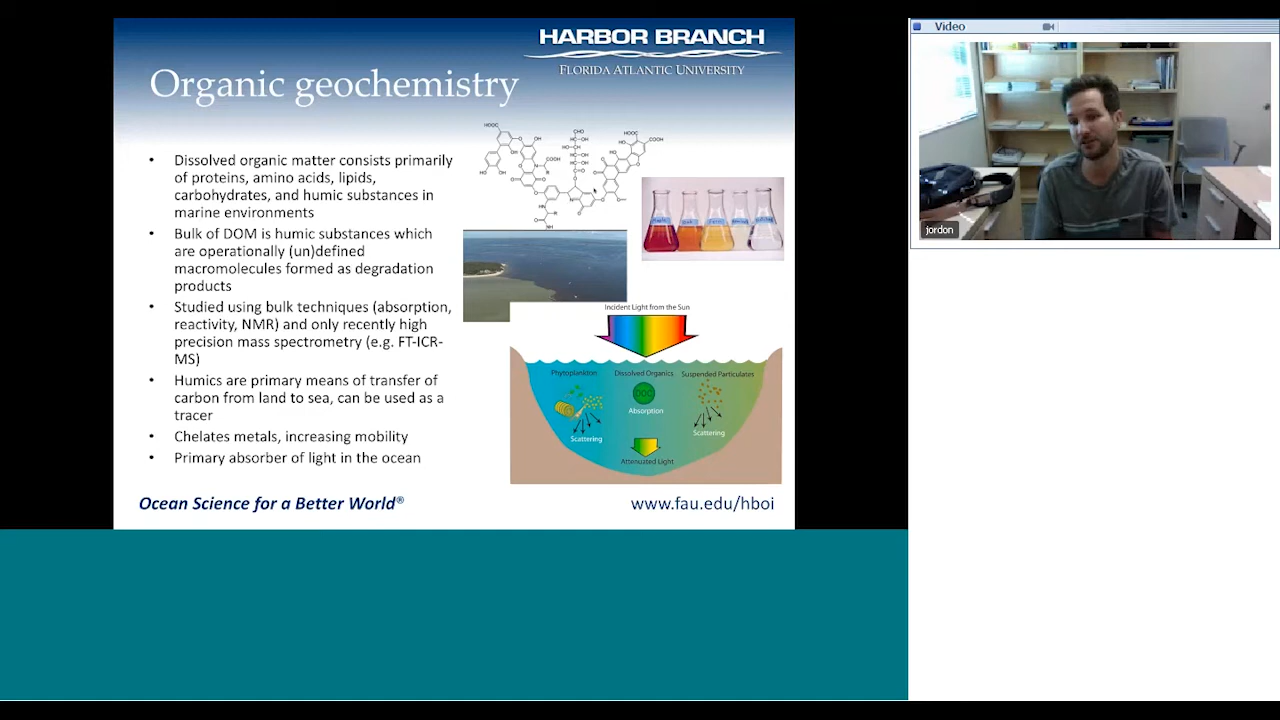 HARBOR BRANCH
FLORIDA ATLANTIC UNIVERSITY
Organic geochemistry
• Dissolved organic matter consists primarily
of proteins, amino acids, lipids,
carbohydrates, and humic substances in
marine environments
• Bulk of DOM is humic substances which
are operationally (un)defined
macromolecules formed as degradation
products
• Studied using bulk techniques (absorption,
reactivity, NMR) and only recently high
precision mass spectrometry (e.g. FT-ICR-
MS)
• Humics are primary means of transfer of
carbon from land to sea, can be used as a
tracer
• Chelates metals, increasing mobility
• Primary absorber of light in the ocean
Incident Light from the Sun
Phytoplankton
Dissolved Organics
Suspended Particulates
DOC
Absorption
Scattering
Scattering
Attenuated Light
Ocean Science for a Better World®
www.fau.edu/hboi
Video
jordon